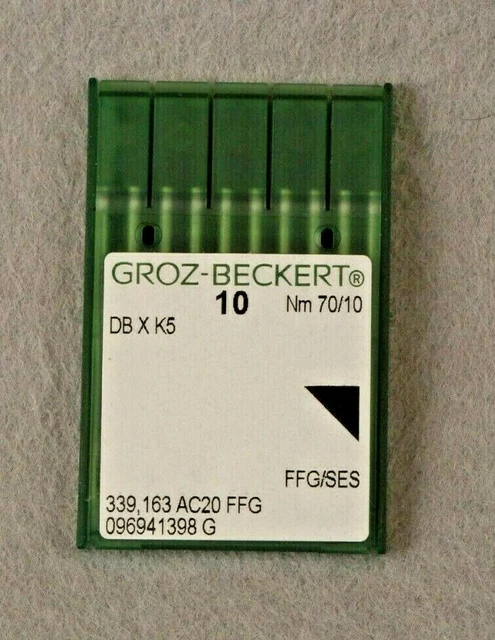 GROZ-BECKERT®
10 Nm 70/10
DB X K5
FFG/SES
339,163 AC20 FFG
096941398 G